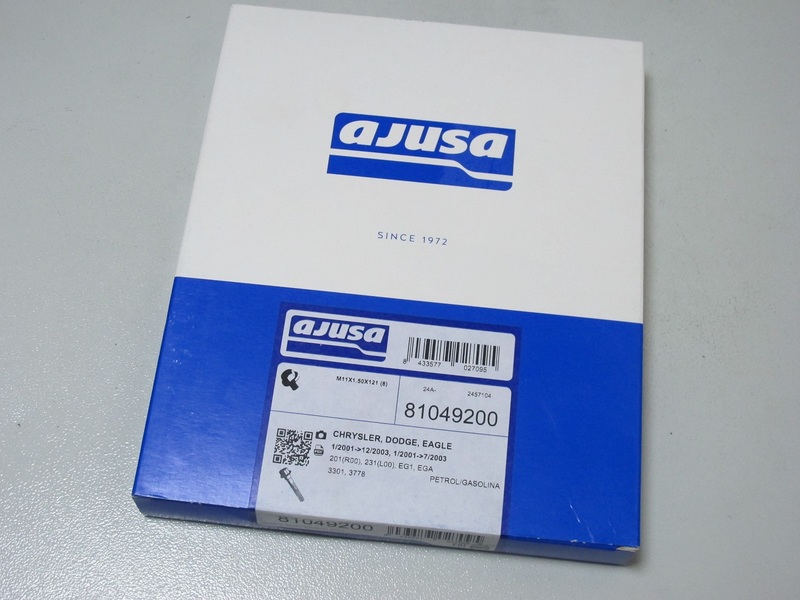 ajusa
SINCE 1972
ajusa
8 433577 027095
M11X1.50X121 (8)
24A- 2457104
81049200
CHRYSLER, DODGE, EAGLE
1/2001->12/2003, 1/2001->7/2003
201(R00), 231(L00), EG1, EGA
3301, 3778 PETROL/GASOLINA
81049200